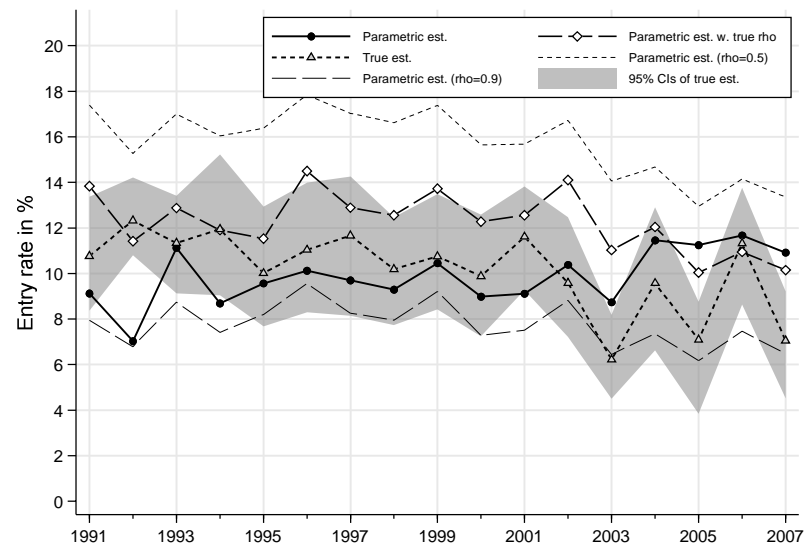 Parametric est.
Parametric est. w. true rho
True est.
Parametric est. (rho=0.5)
Parametric est. (rho=0.9)
95% CIs of true est.
Entry rate in %
20
18
16
14
12
10
8
6
4
2
0
1991 1993 1995 1997 1999 2001 2003 2005 2007